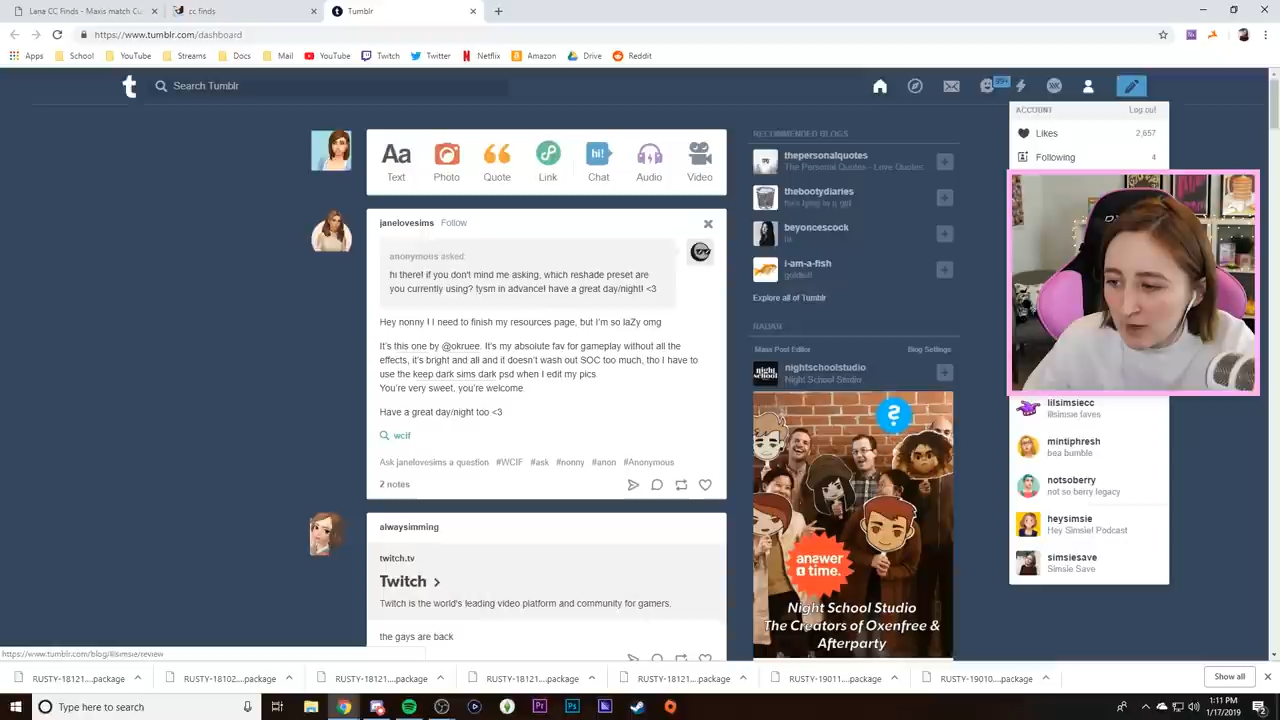 Lana CC Finds - Maxis match Cu
cc finds
Tumblr
https://www.tumblr.com/dashboard
Apps
School
YouTube
Streams
Docs
Mail
YouTube
Twitch
Twitter
Netflix
Amazon
Drive
Reddit
t
Search Tumblr
99+
ACCOUNT
Log out
Likes
2,657
Following
4
Aa
hi!
Text
Photo
Quote
Link
Chat
Audio
Video
janelovesims Follow
anonymous asked:
hi there! if you don't mind me asking, which reshade preset are
you currently using? tysm in advance! have a great day/night! <3
Hey nonny ! I need to finish my resources page, but I'm so laZy omg
It's this one by @okruee. It's my absolute fav for gameplay without all the
effects, it's bright and all and it doesn't wash out SOC too much, tho I have to
use the keep dark sims dark psd when I edit my pics.
You're very sweet, you're welcome.
Have a great day/night too <3
wcif
Ask janelovesims a question #WCIF #ask #nonny #anon #Anonymous
2 notes
alwaysimming
twitch.tv
Twitch >
Twitch is the world's leading video platform and community for gamers.
the gays are back
RECOMMENDED BLOGS
thepersonalquotes
The Personal Quotes - Love Quotes,
thebootydiaries
he's lying to u girl
beyoncescock
hi
i-am-a-fish
goldsuit
Explore all of Tumblr
RADAR
Mass Post Editor
Blog Settings
night school
nightschoolstudio
Night School Studio
?
answer
time.
Night School Studio
The Creators of Oxenfree &
Afterparty
lilsimsiecc
lilsimsie faves
mintiphresh
bea bumble
notsoberry
not so berry legacy
heysimsie
Hey Simsie! Podcast
simsiesave
Simsie Save
https://www.tumblr.com/blog/lilsimsie/review
RUSTY-18121....package
RUSTY-18102....package
RUSTY-18121....package
RUSTY-18121....package
RUSTY-18121....package
RUSTY-19011....package
RUSTY-19010....package
Show all
Type here to search
1:11 PM
1/17/2019